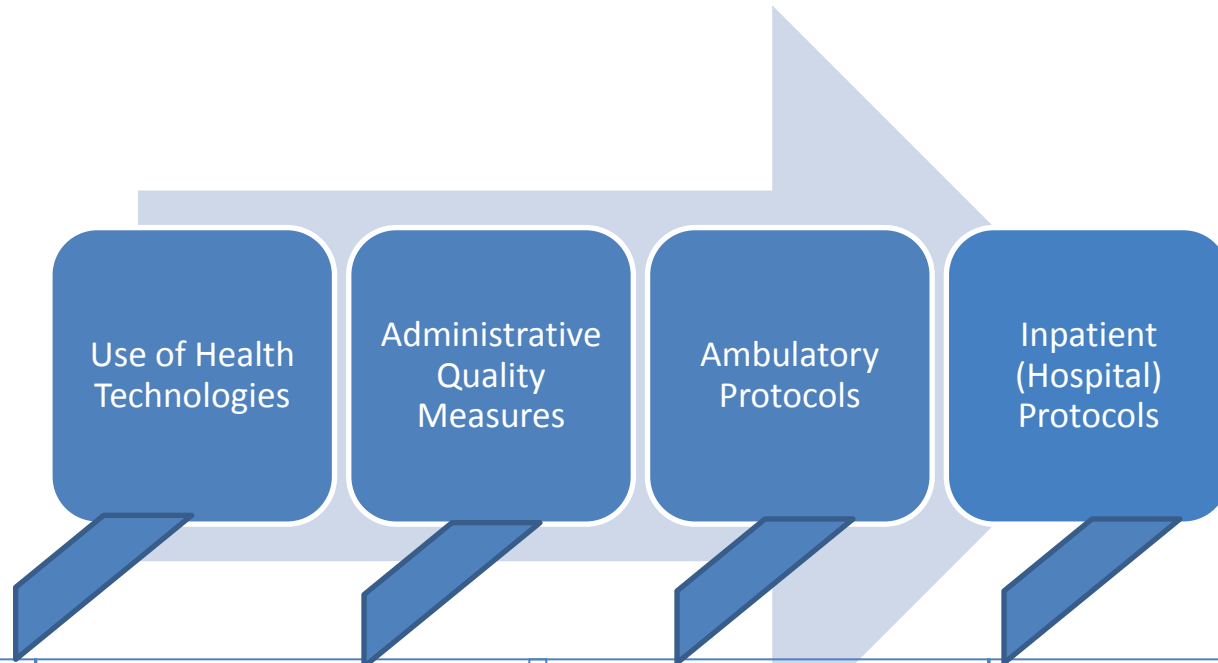 Use of Health
Technologies
Administrative
Quality
Measures
Ambulatory
Protocols
Inpatient
(Hospital)
Protocols